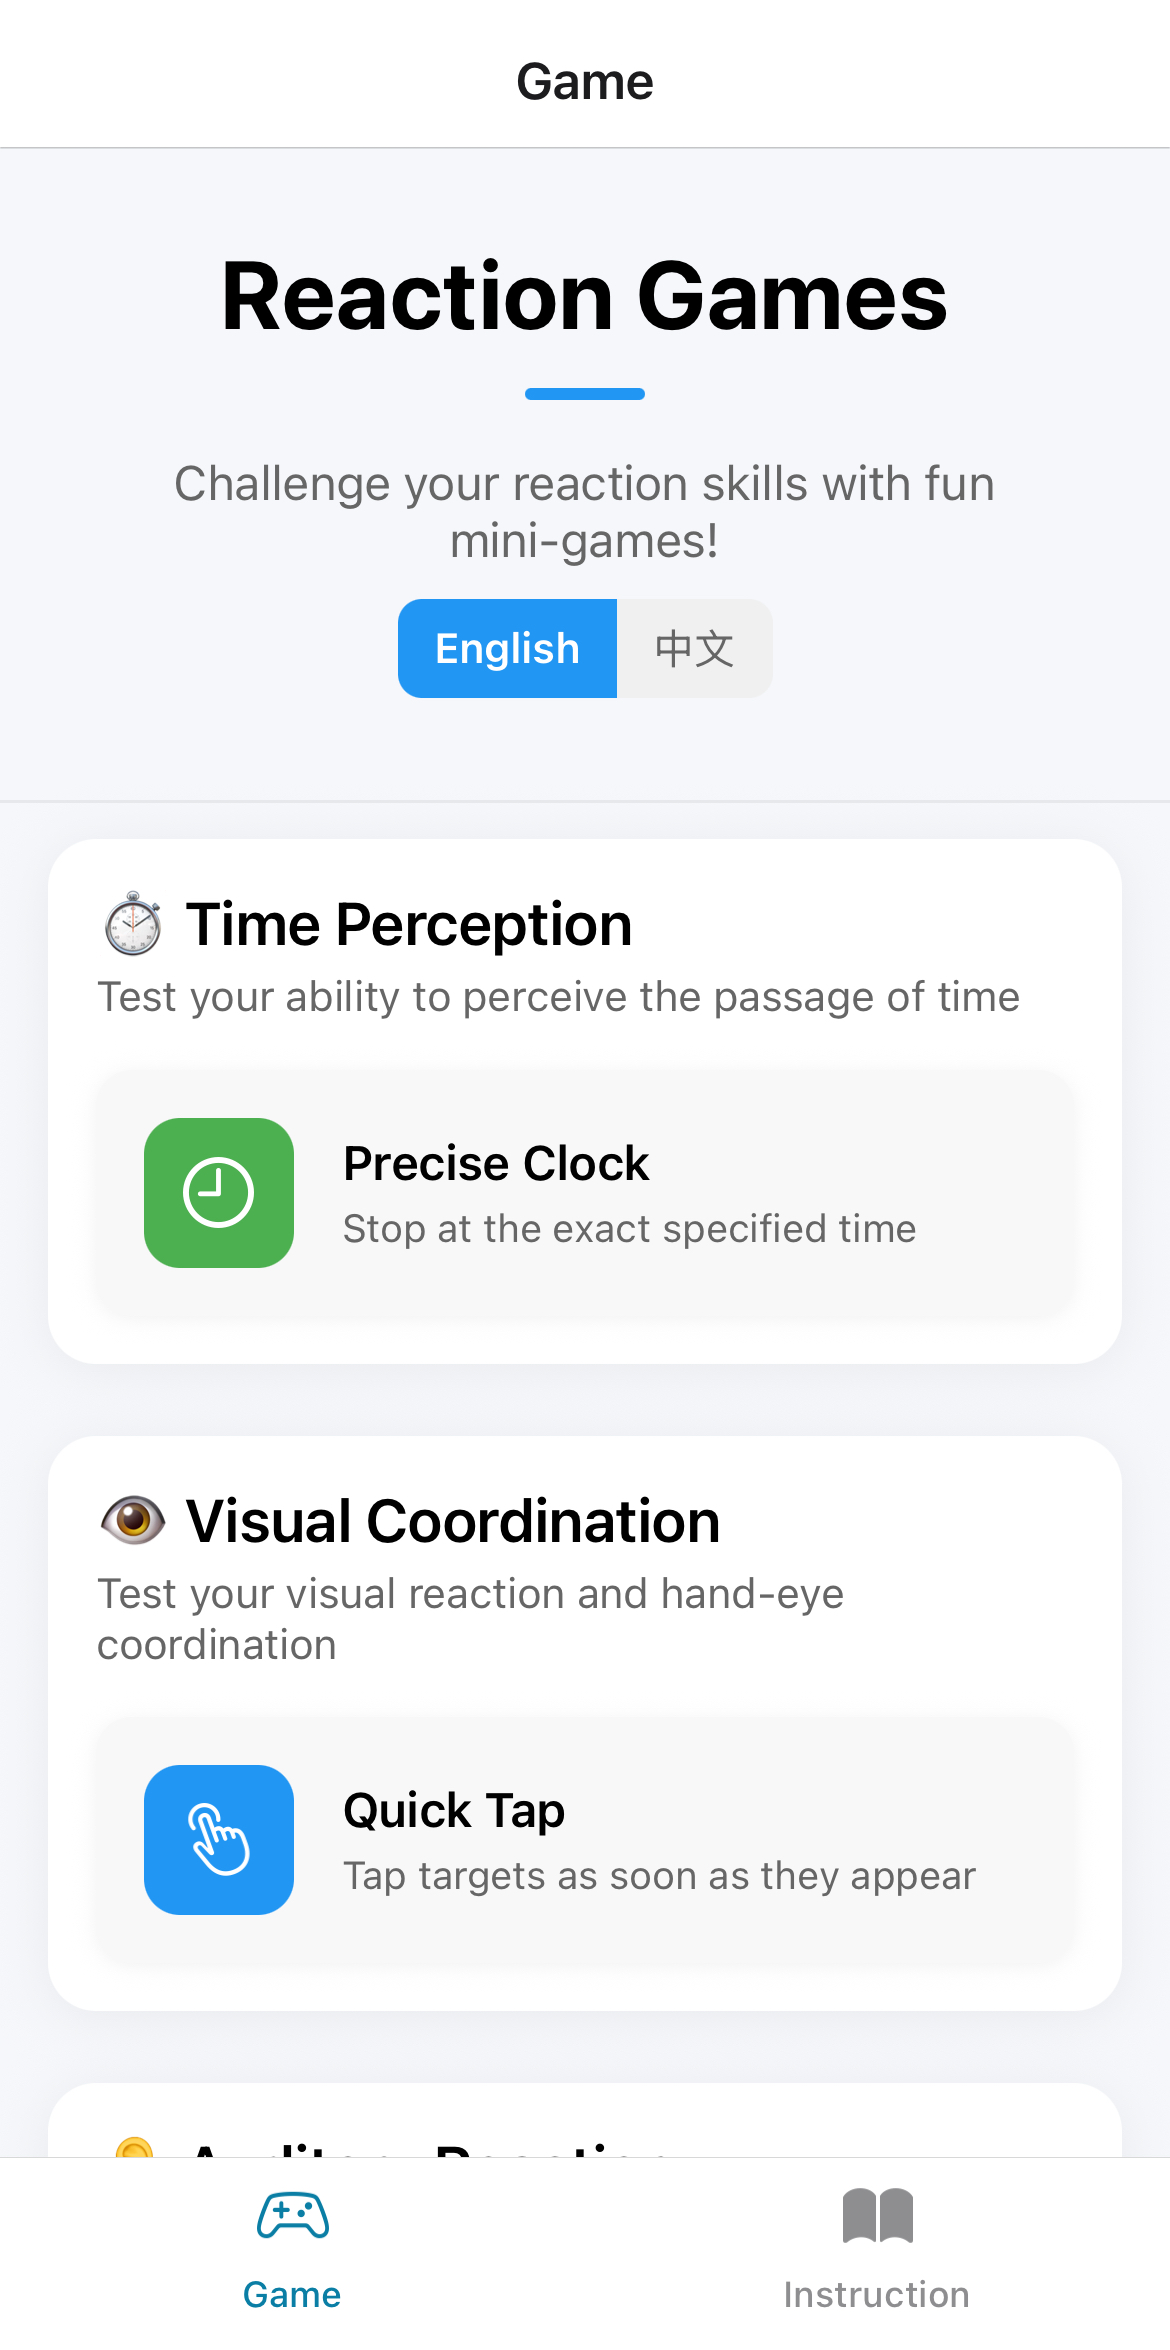 Game
Reaction Games
Challenge your reaction skills with fun
mini-games!
English
中文
Time Perception
Test your ability to perceive the passage of time
Precise Clock
Stop at the exact specified time
Visual Coordination
Test your visual reaction and hand-eye
coordination
Quick Tap
Tap targets as soon as they appear
Auditory Reaction
Game
Instruction